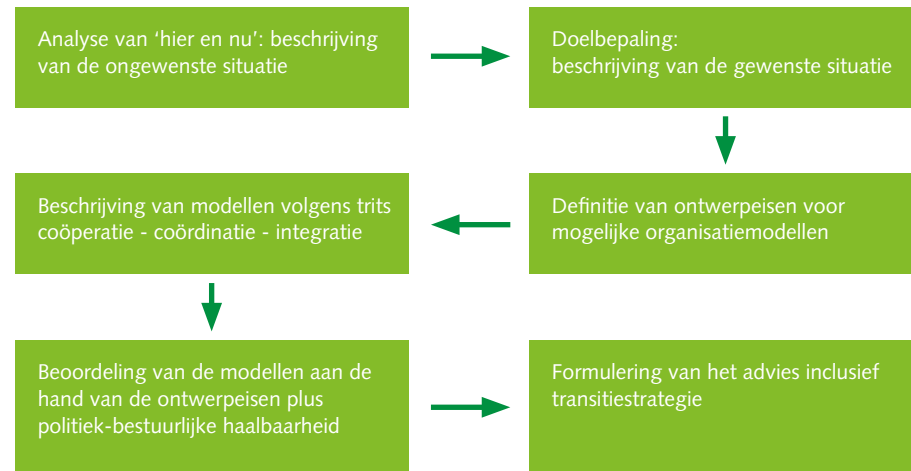 Analyse van ‘hier en nu’: beschrijving
van de ongewenste situatie
Doelbepaling:
beschrijving van de gewenste situatie
Definitie van ontwerpeisen voor
mogelijke organisatiemodellen
Beschrijving van modellen volgens trits
coöperatie - coördinatie - integratie
Beoordeling van de modellen aan de
hand van de ontwerpeisen plus
politiek-bestuurlijke haalbaarheid
Formulering van het advies inclusief
transitiestrategie